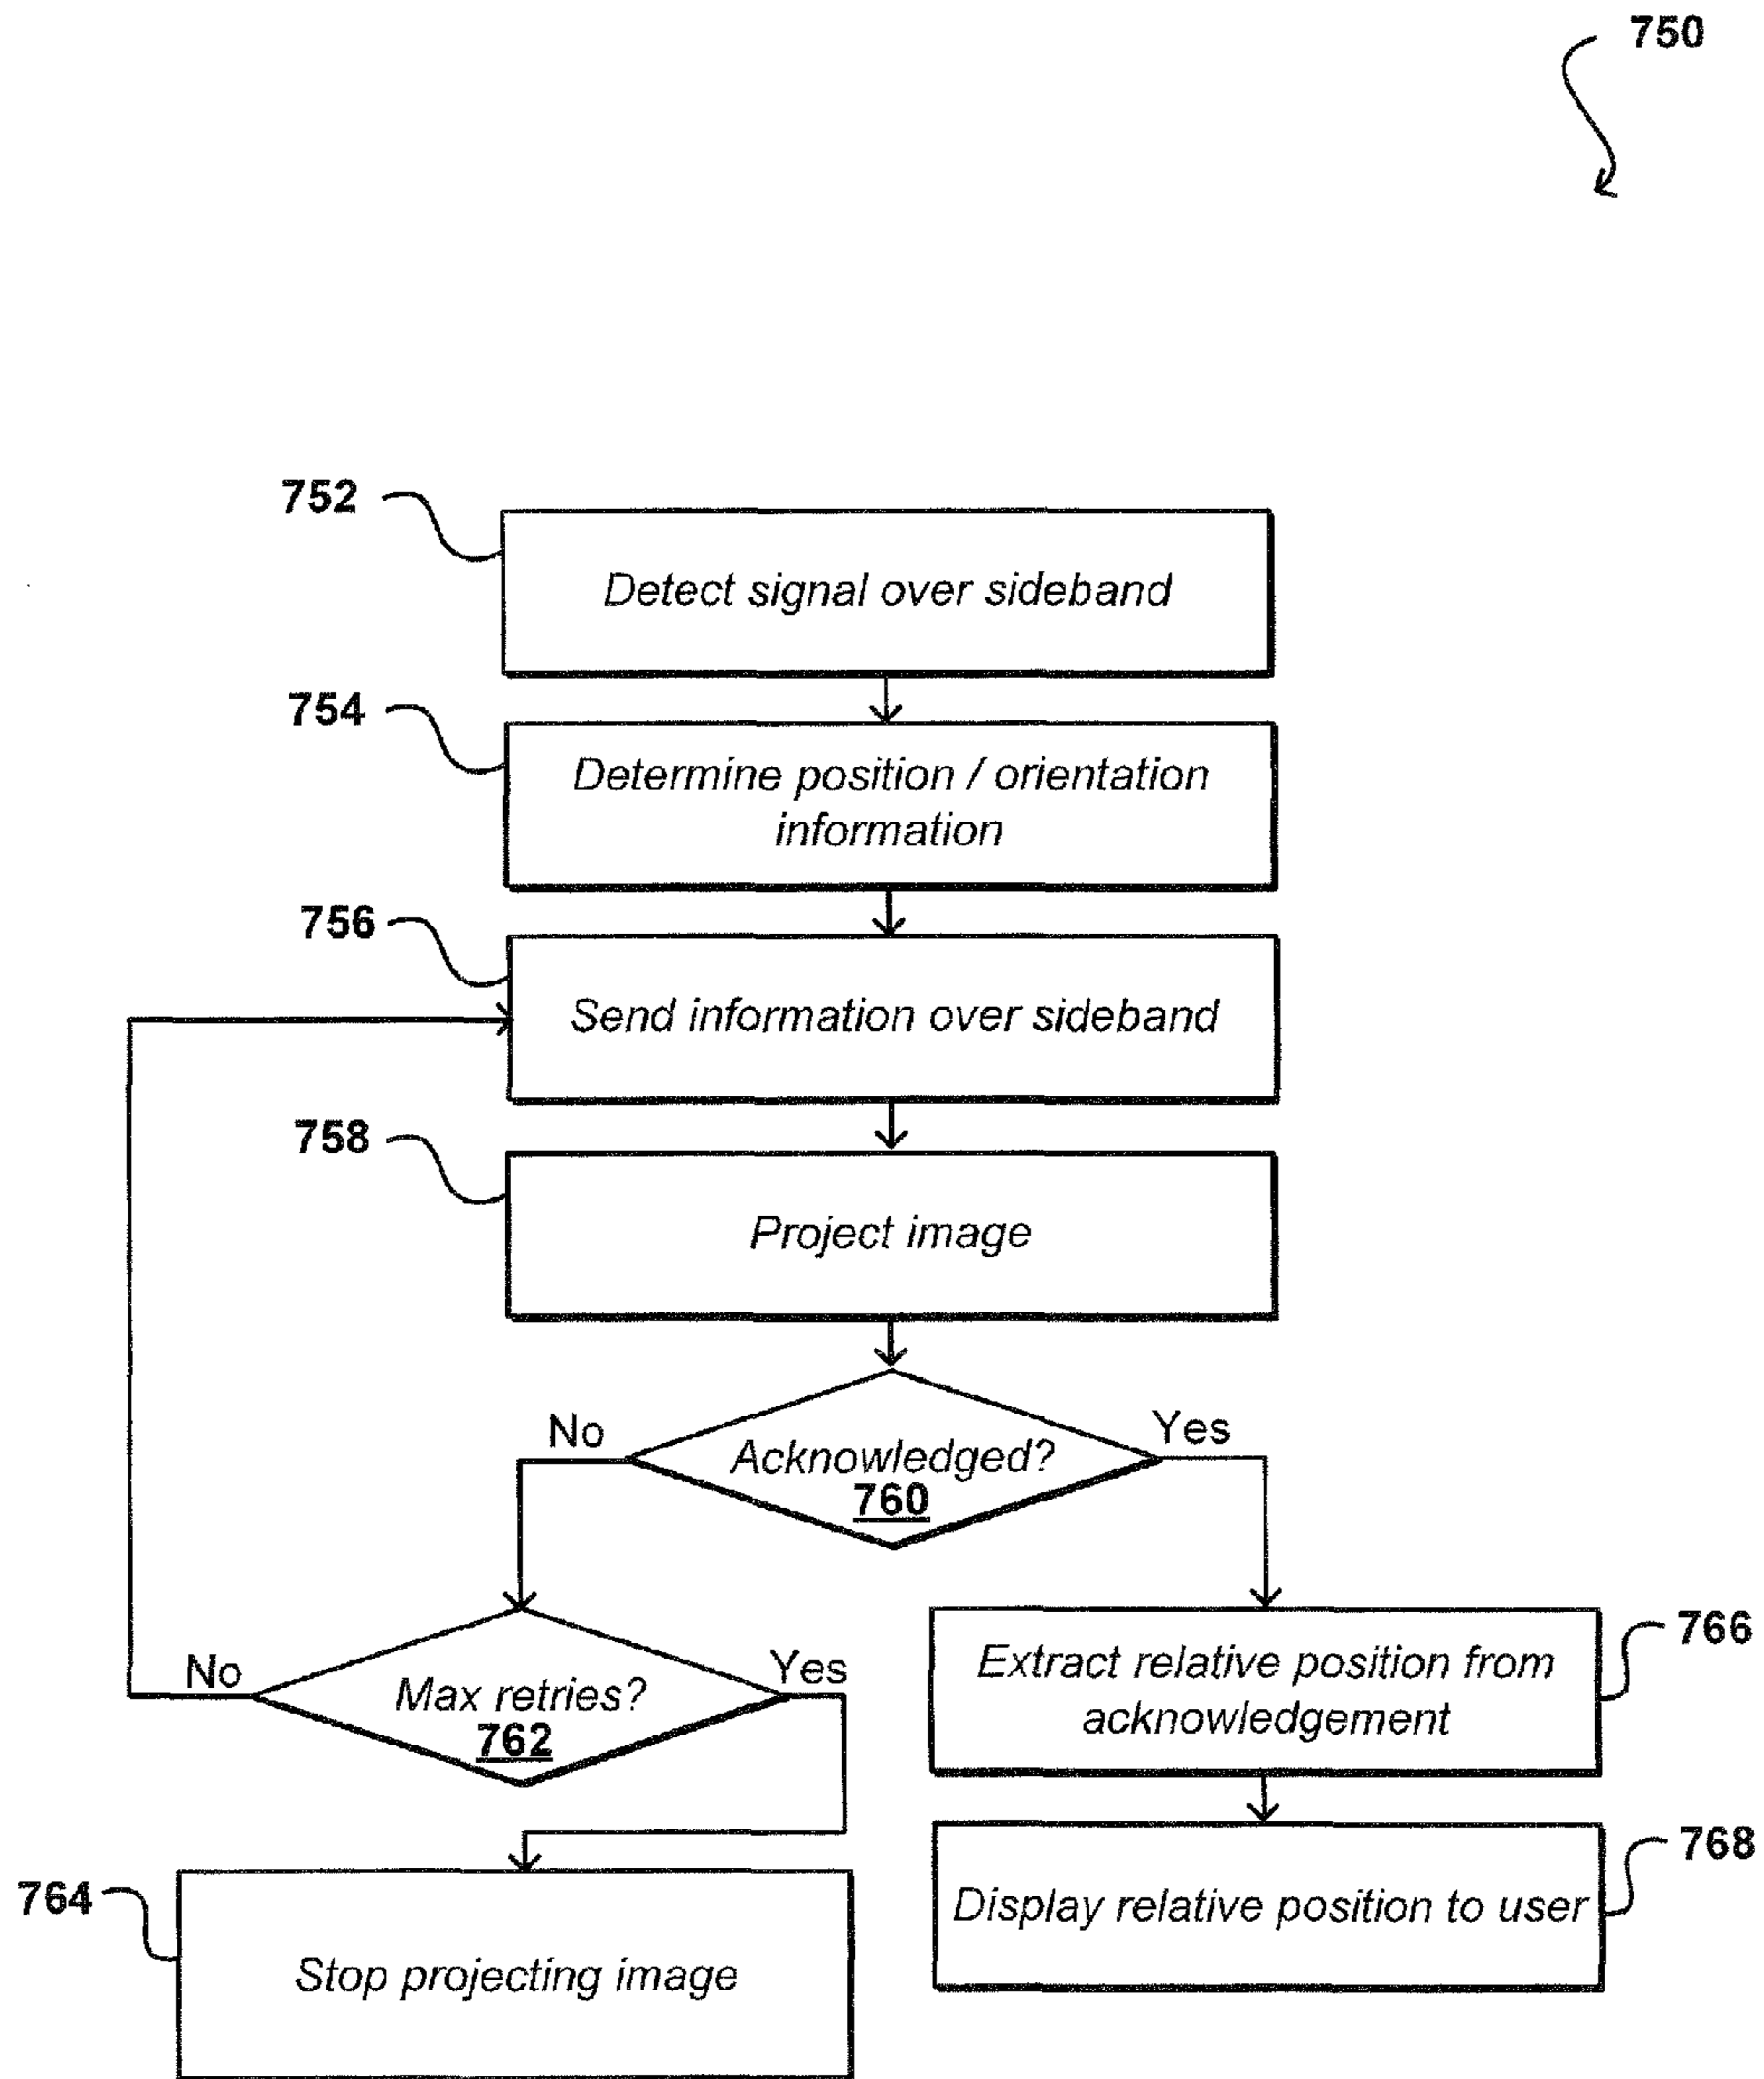 750
752
Detect signal over sideband
754
Determine position / orientation
information
756
Send information over sideband
758
Project image
No
Yes
Acknowledged?
760
No
Yes
Max retries?
762
766
Extract relative position from
acknowledgement
768
Display relative position to user
764
Stop projecting image